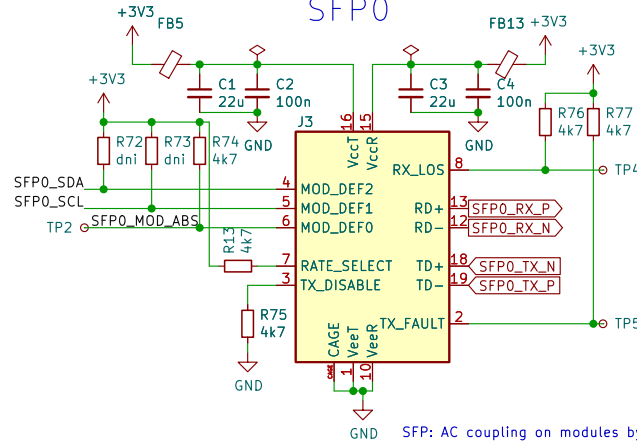 SFP0
+3V3
FB5
FB13
+3V3
+3V3
+3V3
C1
22u
C2
100n
C3
22u
C4
100n
GND
GND
J3
16
15
VccT
VccR
R72
dni
R73
dni
R74
4k7
R76
4k7
R77
4k7
SFP0_SDA
4
MOD_DEF2
RX_LOS
8
TP4
SFP0_SCL
5
MOD_DEF1
TP2
SFP0_MOD_ABS
6
MOD_DEF0
RD+
13
SFP0_RX_P
RD-
12
SFP0_RX_N
R13
4k7
7
RATE_SELECT
TD+
18
SFP0_TX_N
3
TX_DISABLE
TD-
19
SFP0_TX_P
R75
4k7
TX_FAULT
2
TP5
CAGE
VeeT
VeeR
CAGE
1
10
GND
GND
SFP: AC coupling on modules by